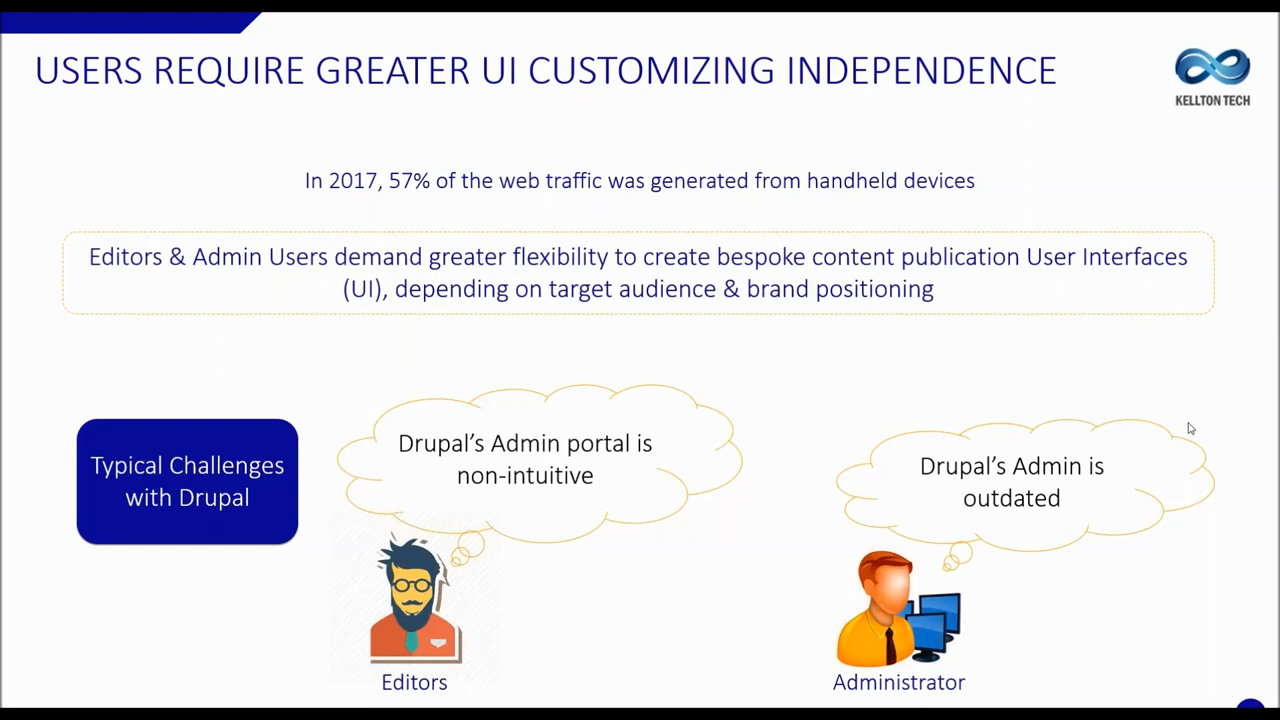 USERS REQUIRE GREATER UI CUSTOMIZING INDEPENDENCE
KELLTON TECH
In 2017, 57% of the web traffic was generated from handheld devices
Editors & Admin Users demand greater flexibility to create bespoke content publication User Interfaces
(UI), depending on target audience & brand positioning
Typical Challenges
with Drupal
Drupal’s Admin portal is
non-intuitive
Drupal’s Admin is
outdated
Editors
Administrator